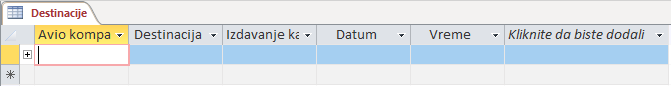 Destinacije
Avio kompa Destinacija Izdavanje ka Datum Vreme Kliknite da biste dodali